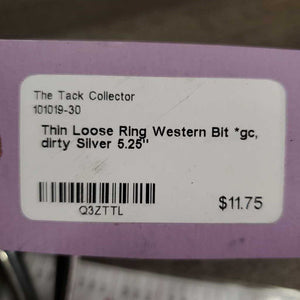 The Tack Collector
101019-30
Thin Loose Ring Western Bit *gc,
dirty Silver 5.25"
Q3ZTTL
$11.75